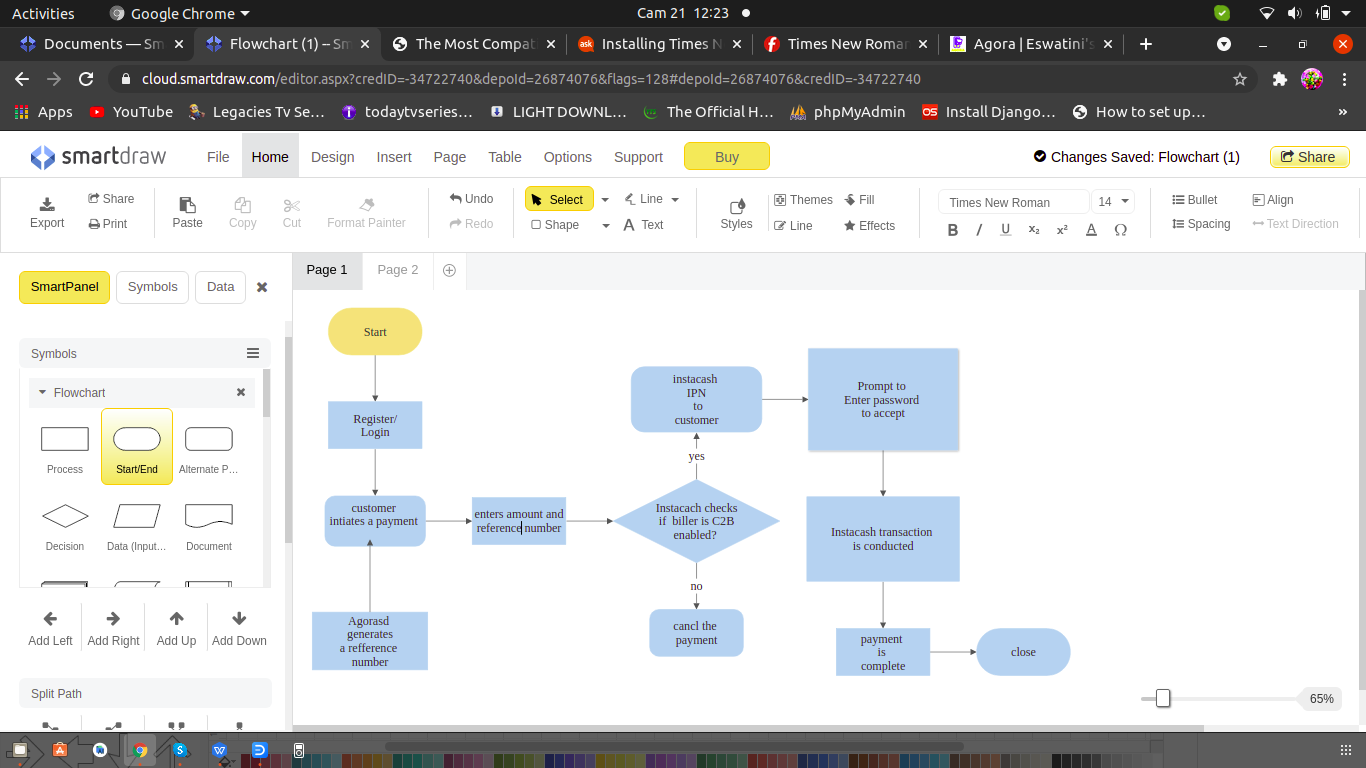 Activities
Google Chrome
Cam 21 12:23
Documents — Sm
Flowchart (1) -- Sm
The Most Compat
Installing Times N
Times New Roman
Agora | Eswatini's
cloud.smartdraw.com/editor.aspx?credID=-34722740&depoId=26874076&flags=128#depoId=26874076&credID=-34722740
Apps
YouTube
Legacies Tv Se...
todaytvseries...
LIGHT DOWNL...
The Official H...
phpMyAdmin
Install Django...
How to set up...
»
smartdraw
File
Home
Design
Insert
Page
Table
Options
Support
Buy
Changes Saved: Flowchart (1)
Share
Export
Share
Print
Paste
Copy
Cut
Format Painter
Undo
Redo
Select
Shape
Line
Text
Styles
Themes
Line
Fill
Effects
Times New Roman
14
B I U x₂ x² A Ω
Bullet
Spacing
Align
Text Direction
SmartPanel
Symbols
Data
Page 1
Page 2
Symbols
Flowchart
Process
Start/End
Alternate P...
Decision
Data (Input...
Document
Add Left
Add Right
Add Up
Add Down
Split Path
Start
Register/
Login
customer
intiates a payment
Agorasd
generates
a refference
number
enters amount and
reference number
Instacach checks
if biller is C2B
enabled?
yes
instacash
IPN
to
customer
no
cancl the
payment
Prompt to
Enter password
to accept
Instacash transaction
is conducted
payment
is
complete
close
65%